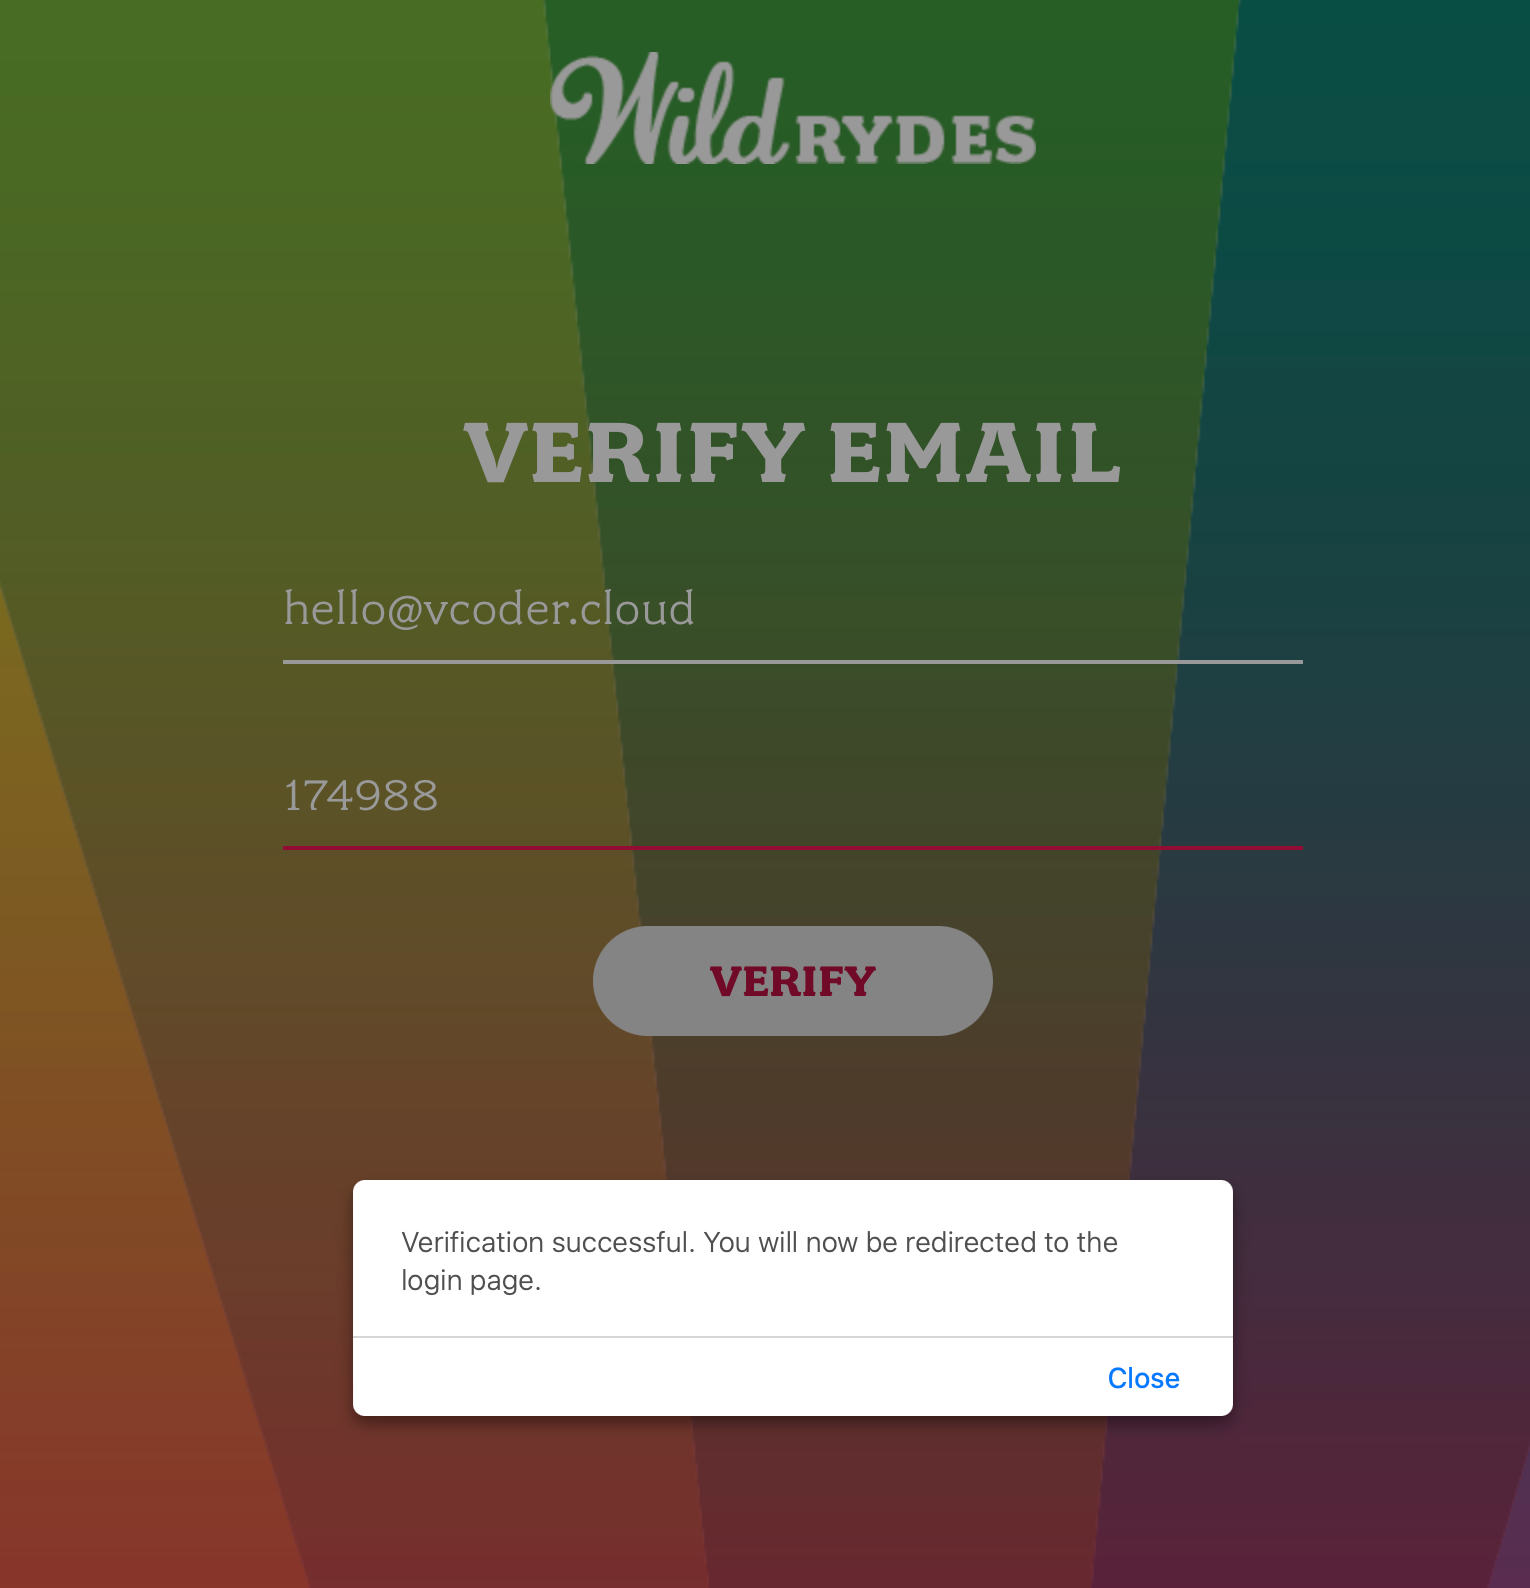 Wild RYDES
VERIFY EMAIL
hello@vcoder.cloud
174988
VERIFY
Verification successful. You will now be redirected to the
login page.
Close